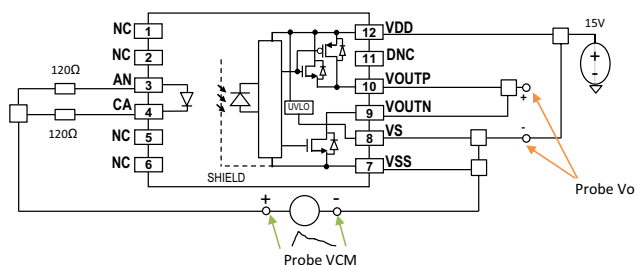 NC 1
NC 2
AN 3
CA 4
NC 5
NC 6
120Ω
120Ω
UVLO
SHIELD
12 VDD
11 DNC
10 VOUTP
9 VOUTN
8 VS
7 VSS
15V
+
-
+
-
Probe Vo
+ -
Probe VCM